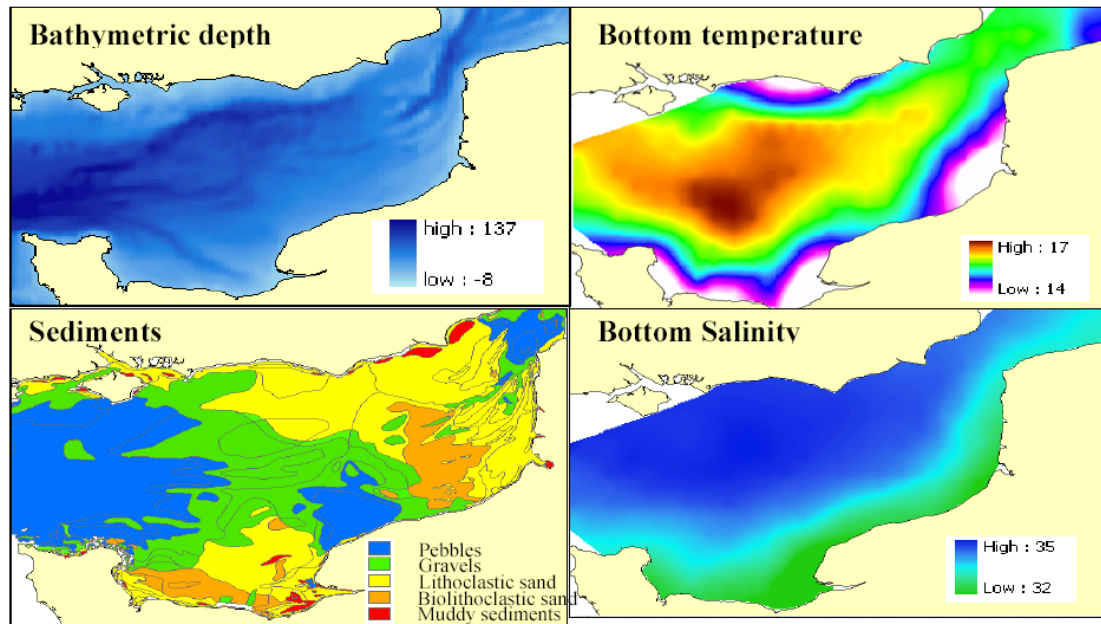 Bathymetric depth
high : 137
low : -8
Bottom temperature
High : 17
Low : 14
Sediments
Pebbles
Gravels
Lithoclastic sand
Biolithoclastic sand
Muddy sediments
Bottom Salinity
High : 35
Low : 32